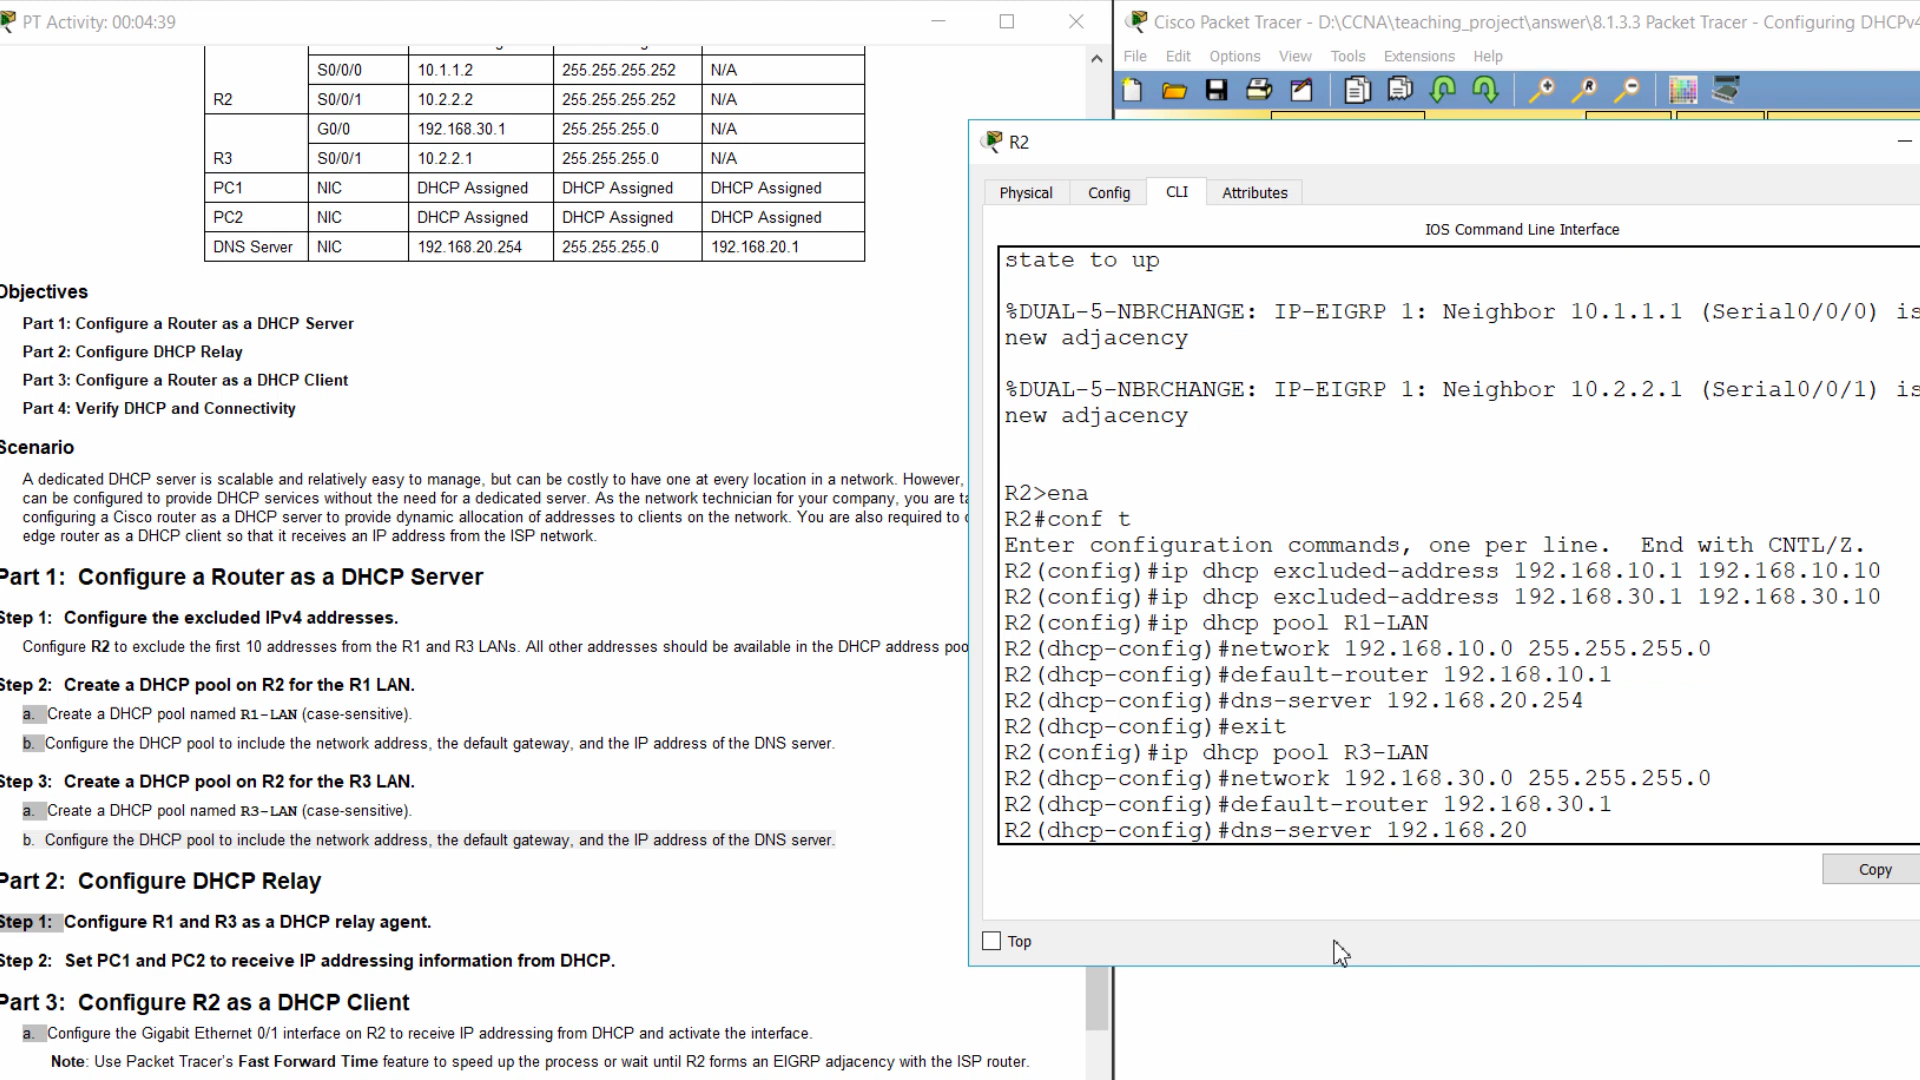 PT Activity: 00:04:39
S0/0/0 10.1.1.2 255.255.255.252 N/A
R2 S0/0/1 10.2.2.2 255.255.255.252 N/A
G0/0 192.168.30.1 255.255.255.0 N/A
R3 S0/0/1 10.2.2.1 255.255.255.0 N/A
PC1 NIC DHCP Assigned DHCP Assigned DHCP Assigned
PC2 NIC DHCP Assigned DHCP Assigned DHCP Assigned
DNS Server NIC 192.168.20.254 255.255.255.0 192.168.20.1
Objectives
Part 1: Configure a Router as a DHCP Server
Part 2: Configure DHCP Relay
Part 3: Configure a Router as a DHCP Client
Part 4: Verify DHCP and Connectivity
Scenario
A dedicated DHCP server is scalable and relatively easy to manage, but can be costly to have one at every location in a network. However,
can be configured to provide DHCP services without the need for a dedicated server. As the network technician for your company, you are ta
configuring a Cisco router as a DHCP server to provide dynamic allocation of addresses to clients on the network. You are also required to
edge router as a DHCP client so that it receives an IP address from the ISP network.
Part 1: Configure a Router as a DHCP Server
Step 1: Configure the excluded IPv4 addresses.
Configure R2 to exclude the first 10 addresses from the R1 and R3 LANs. All other addresses should be available in the DHCP address poo
Step 2: Create a DHCP pool on R2 for the R1 LAN.
a. Create a DHCP pool named R1-LAN (case-sensitive).
b. Configure the DHCP pool to include the network address, the default gateway, and the IP address of the DNS server.
Step 3: Create a DHCP pool on R2 for the R3 LAN.
a. Create a DHCP pool named R3-LAN (case-sensitive).
b. Configure the DHCP pool to include the network address, the default gateway, and the IP address of the DNS server.
Part 2: Configure DHCP Relay
Step 1: Configure R1 and R3 as a DHCP relay agent.
Step 2: Set PC1 and PC2 to receive IP addressing information from DHCP.
Part 3: Configure R2 as a DHCP Client
a. Configure the Gigabit Ethernet 0/1 interface on R2 to receive IP addressing from DHCP and activate the interface.
Note: Use Packet Tracer's Fast Forward Time feature to speed up the process or wait until R2 forms an EIGRP adjacency with the ISP router.
Cisco Packet Tracer - D:\CCNA\teaching_project\answer\8.1.3.3 Packet Tracer - Configuring DHCPv4
File Edit Options View Tools Extensions Help
R2
Physical Config CLI Attributes
IOS Command Line Interface
state to up
%DUAL-5-NBRCHANGE: IP-EIGRP 1: Neighbor 10.1.1.1 (Serial0/0/0) is
new adjacency
%DUAL-5-NBRCHANGE: IP-EIGRP 1: Neighbor 10.2.2.1 (Serial0/0/1) is
new adjacency
R2>ena
R2#conf t
Enter configuration commands, one per line. End with CNTL/Z.
R2(config)#ip dhcp excluded-address 192.168.10.1 192.168.10.10
R2(config)#ip dhcp excluded-address 192.168.30.1 192.168.30.10
R2(config)#ip dhcp pool R1-LAN
R2(dhcp-config)#network 192.168.10.0 255.255.255.0
R2(dhcp-config)#default-router 192.168.10.1
R2(dhcp-config)#dns-server 192.168.20.254
R2(dhcp-config)#exit
R2(config)#ip dhcp pool R3-LAN
R2(dhcp-config)#network 192.168.30.0 255.255.255.0
R2(dhcp-config)#default-router 192.168.30.1
R2(dhcp-config)#dns-server 192.168.20
Copy
Top